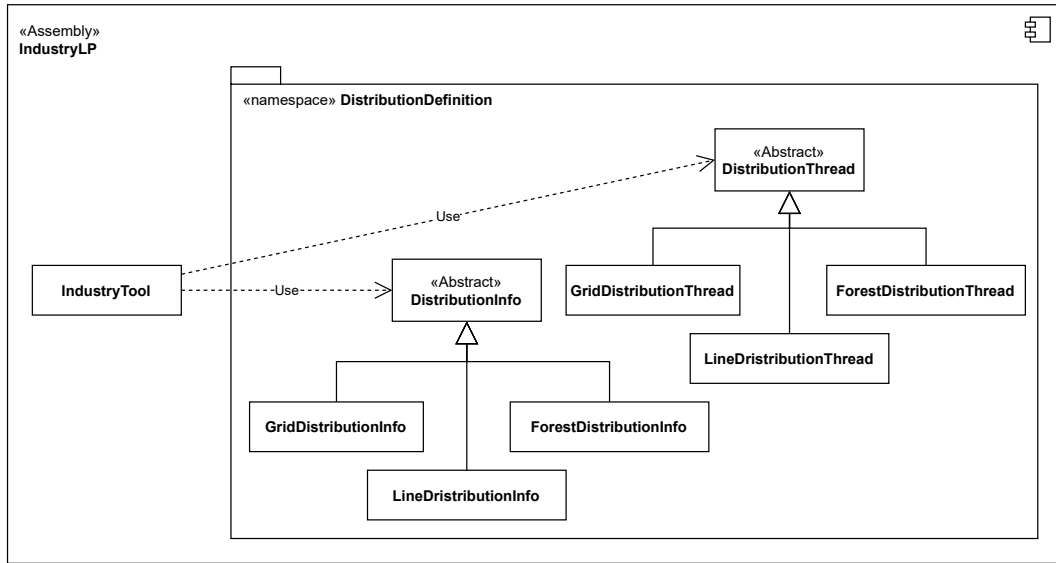 «Assembly»
IndustryLP
«namespace» DistributionDefinition
«Abstract»
DistributionThread
Use
GridDistributionThread
ForestDistributionThread
LineDristributionThread
IndustryTool
Use
«Abstract»
DistributionInfo
GridDistributionInfo
ForestDistributionInfo
LineDristributionInfo